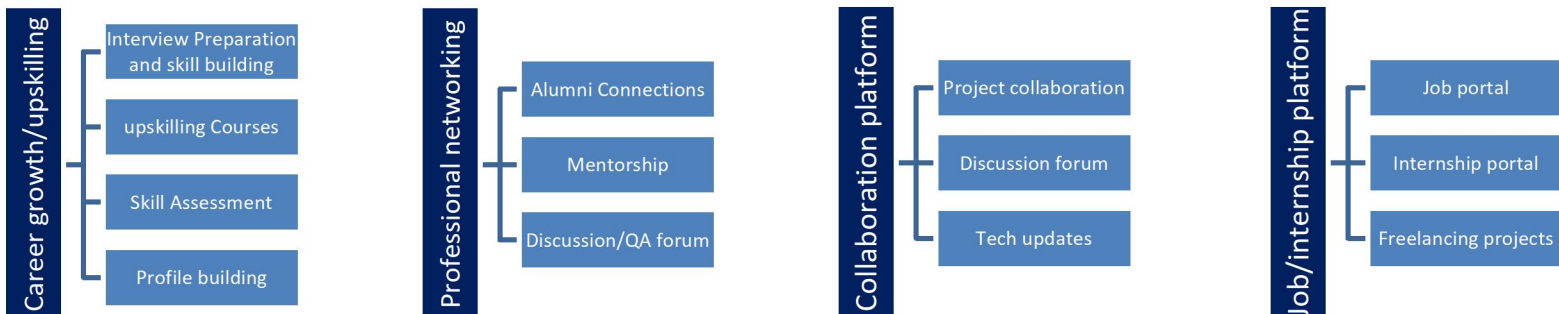 Career growth/upskilling
Interview Preparation
and skill building
upskilling Courses
Skill Assessment
Profile building
Professional networking
Alumni Connections
Mentorship
Discussion/QA forum
Collaboration platform
Project collaboration
Discussion forum
Tech updates
Job/internship platform
Job portal
Internship portal
Freelancing projects